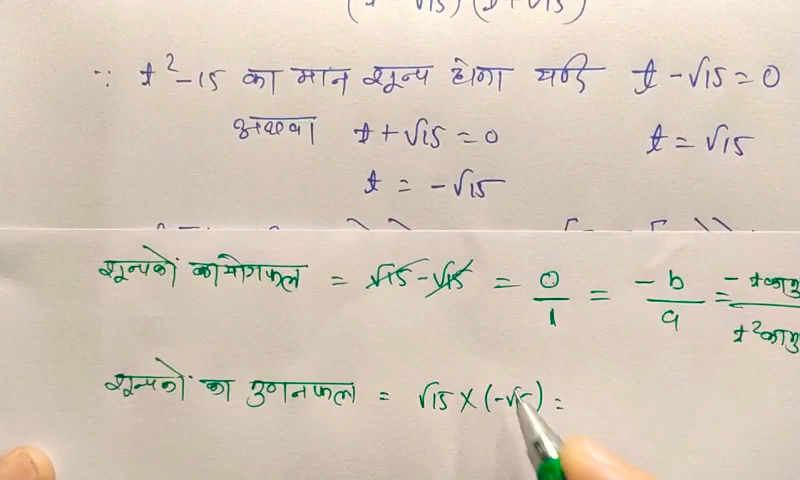 ∵ t²-15 का मान शून्य होगा यदि t -√15 = 0
अथवा t +√15 = 0 t = √15
t = -√15
शून्यकों का योगफल = √15 -√15 = 0/1 = -b/a =
शून्यकों का गुणनफल = √15 × (-√15) =